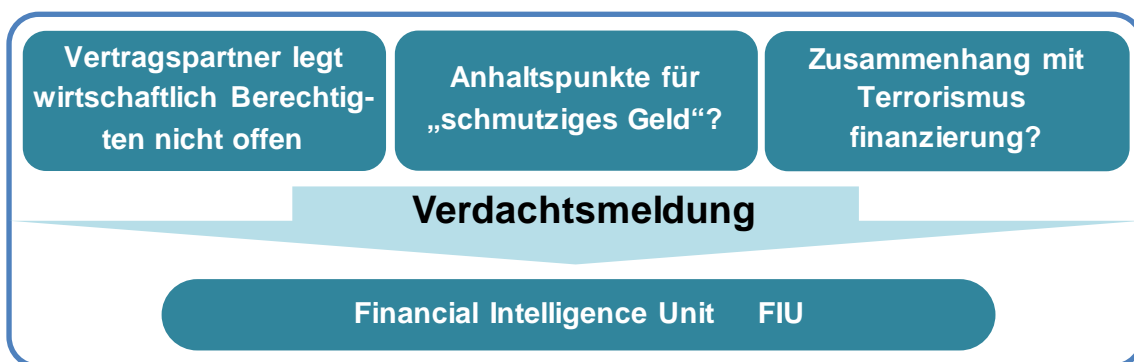 Vertragspartner legt
wirtschaftlich Berechtig-
ten nicht offen
Anhaltspunkte für
„schmutziges Geld“?
Zusammenhang mit
Terrorismus
finanzierung?
Verdachtsmeldung
Financial Intelligence Unit FIU